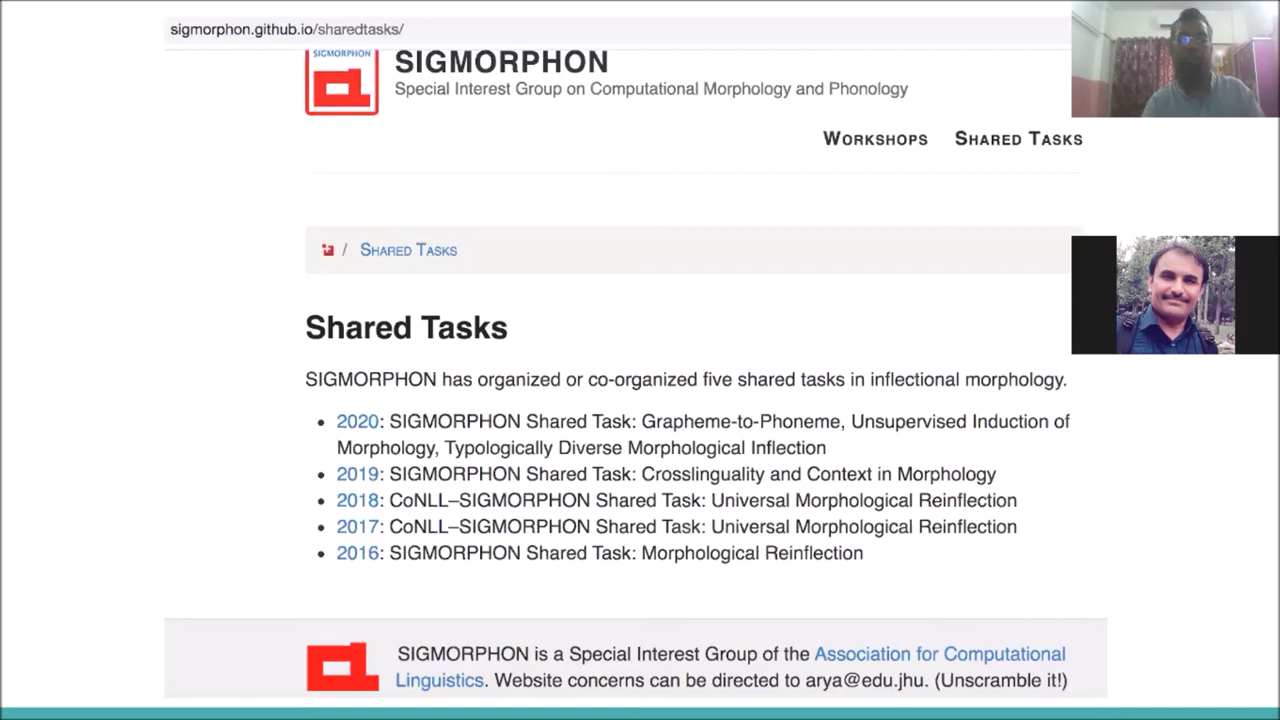 sigmorphon.github.io/sharedtasks/
SIGMORPHON
SIGMORPHON
Special Interest Group on Computational Morphology and Phonology
WORKSHOPS SHARED TASKS
/ SHARED TASKS
Shared Tasks
SIGMORPHON has organized or co-organized five shared tasks in inflectional morphology.
• 2020: SIGMORPHON Shared Task: Grapheme-to-Phoneme, Unsupervised Induction of
Morphology, Typologically Diverse Morphological Inflection
• 2019: SIGMORPHON Shared Task: Crosslinguality and Context in Morphology
• 2018: CoNLL–SIGMORPHON Shared Task: Universal Morphological Reinflection
• 2017: CoNLL–SIGMORPHON Shared Task: Universal Morphological Reinflection
• 2016: SIGMORPHON Shared Task: Morphological Reinflection
SIGMORPHON is a Special Interest Group of the Association for Computational
Linguistics. Website concerns can be directed to arya@edu.jhu. (Unscramble it!)